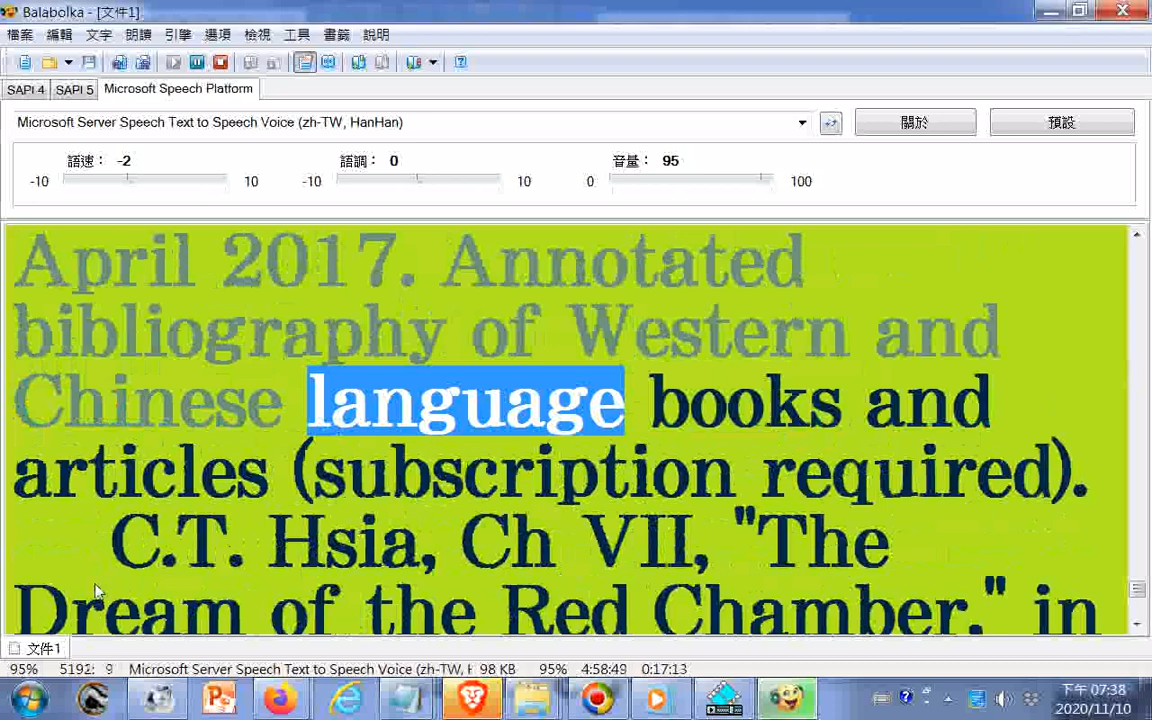 Balabolka - [文件1]
檔案 編輯 文字 朗讀 引擎 選項 檢視 工具 書籤 說明
SAPI 4 SAPI 5 Microsoft Speech Platform
Microsoft Server Speech Text to Speech Voice (zh-TW, HanHan) 關於 預設
語速： -2 語調： 0 音量： 95
-10 10 -10 10 0 100
April 2017. Annotated
bibliography of Western and
Chinese language books and
articles (subscription required).
C.T. Hsia, Ch VII, "The
Dream of the Red Chamber," in
文件1
95% 5192: 9 Microsoft Server Speech Text to Speech Voice (zh-TW, 98 KB 95% 4:58:49 0:17:13
下午 07:38
2020/11/10